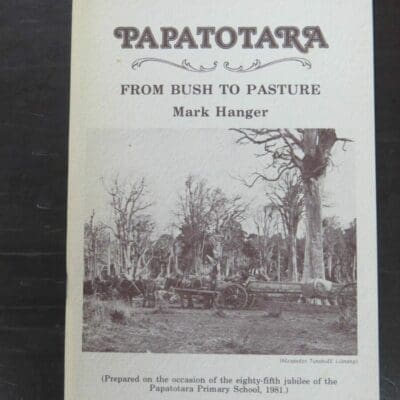 PAPATOTARA
FROM BUSH TO PASTURE
Mark Hanger
(Alexander Turnbull Library)
(Prepared on the occasion of the eighty-fifth jubilee of the
Papatotara Primary School, 1981.)